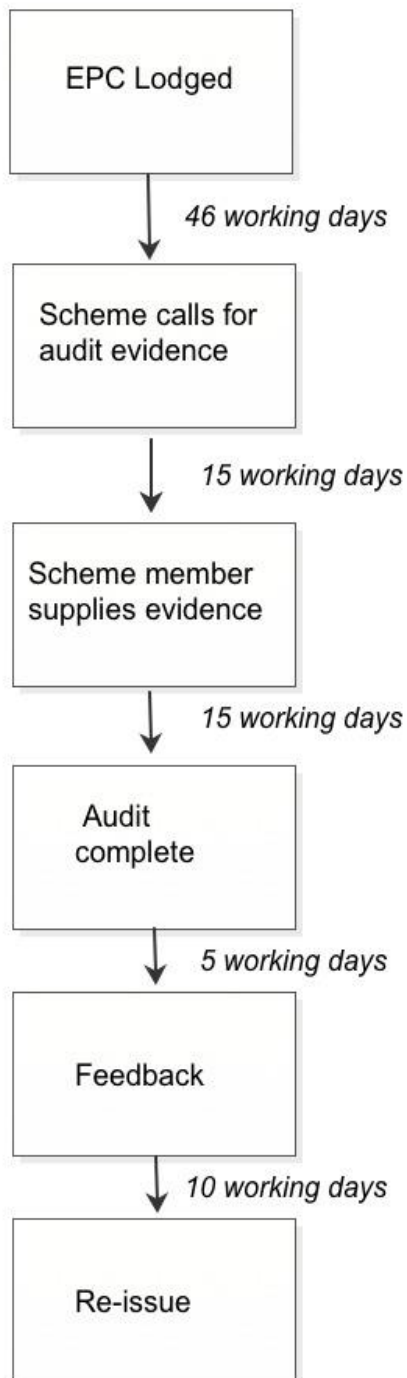 EPC Lodged
46 working days
Scheme calls for
audit evidence
15 working days
Scheme member
supplies evidence
15 working days
Audit
complete
5 working days
Feedback
10 working days
Re-issue